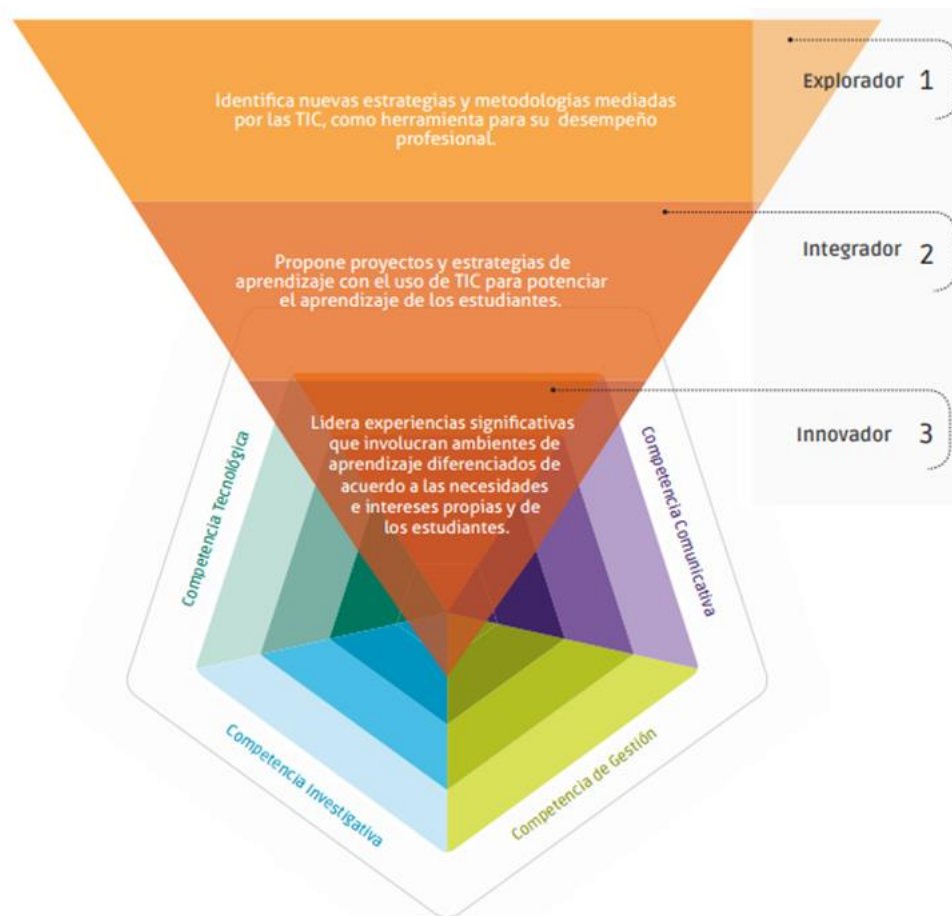 Identifica nuevas estrategias y metodologías mediadas
por las TIC, como herramienta para su desempeño
profesional.
Explorador 1
Propone proyectos y estrategias de
aprendizaje con el uso de TIC para potenciar
el aprendizaje de los estudiantes.
Integrador 2
Lidera experiencias significativas
que involucran ambientes de
aprendizaje diferenciados de
acuerdo a las necesidades
e intereses propias y de
los estudiantes.
Innovador 3
Competencia Tecnológica
Competencia Comunicativa
Competencia Investigativa
Competencia de Gestión